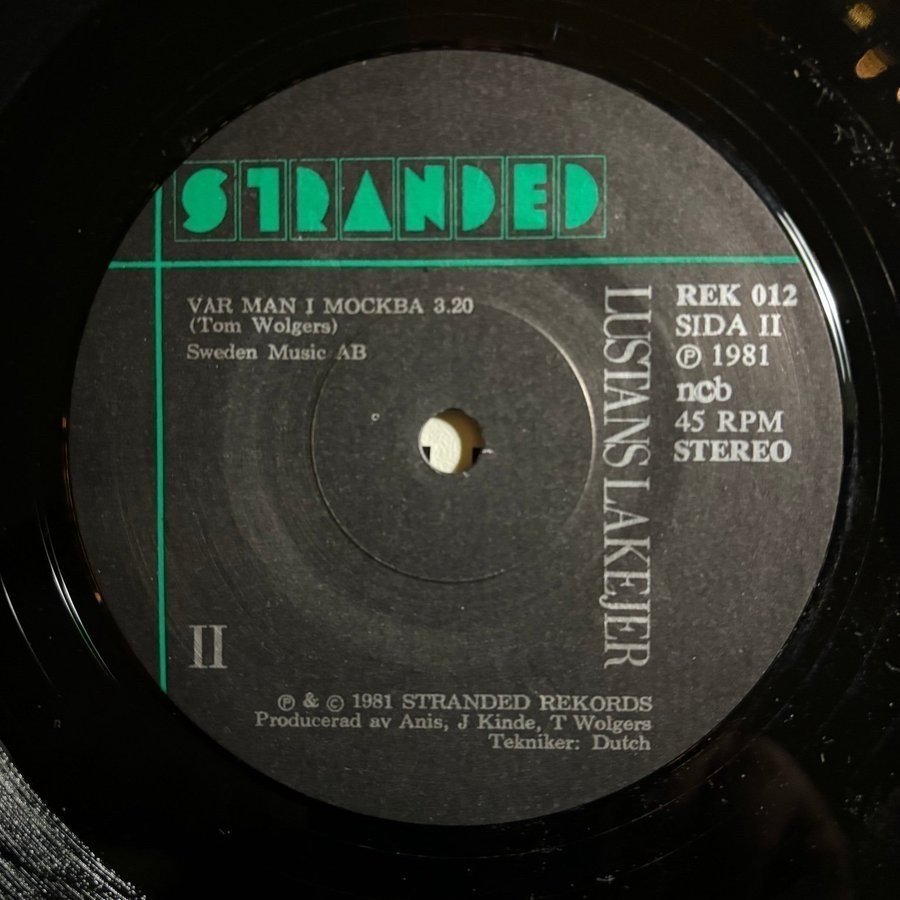 STRANDED
VAR MAN I MOCKBA 3.20
(Tom Wolgers)
Sweden Music AB
LUSTANS LAKEJER
REK 012
SIDA II
Ⓟ 1981
ncb
45 RPM
STEREO
II
Ⓟ & © 1981 STRANDED REKORDS
Producerad av Anis, J Kinde, T Wolgers
Tekniker: Dutch